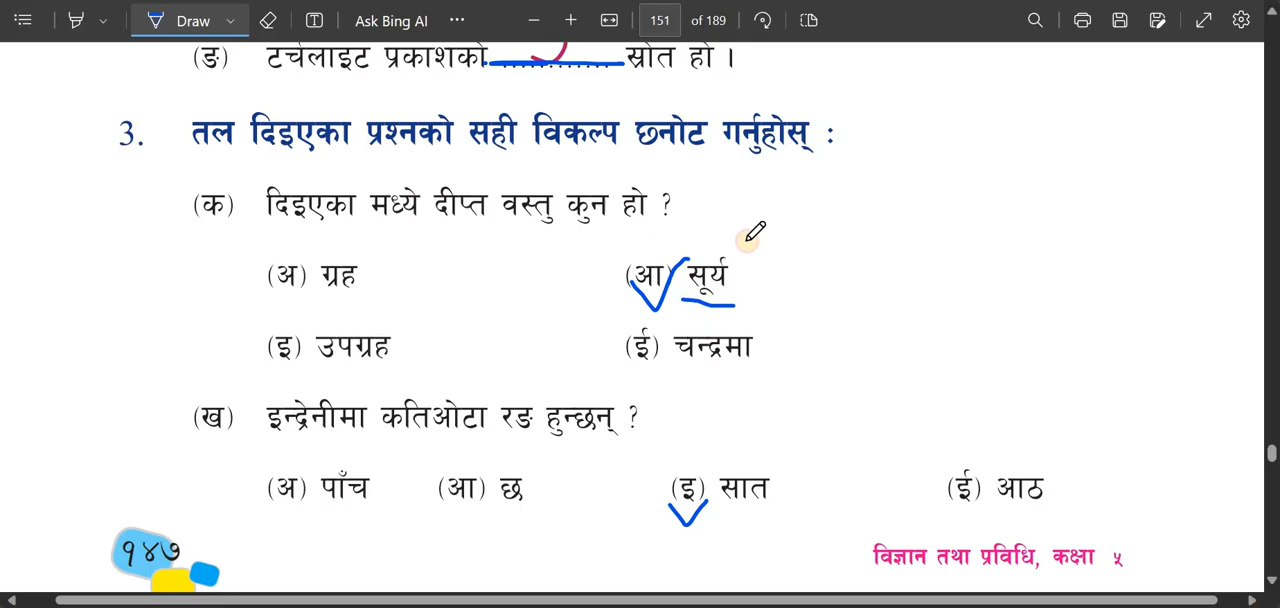 Draw
Ask Bing AI
151 of 189
(ङ) टर्चलाइट प्रकाशको ............ स्रोत हो ।
3. तल दिइएका प्रश्नको सही विकल्प छनोट गर्नुहोस् :
(क) दिइएका मध्ये दीप्त वस्तु कुन हो ?
(अ) ग्रह (आ) सूर्य
(इ) उपग्रह (ई) चन्द्रमा
(ख) इन्द्रेनीमा कतिओटा रङ हुन्छन् ?
(अ) पाँच (आ) छ (इ) सात (ई) आठ
१४७
विज्ञान तथा प्रविधि, कक्षा ५